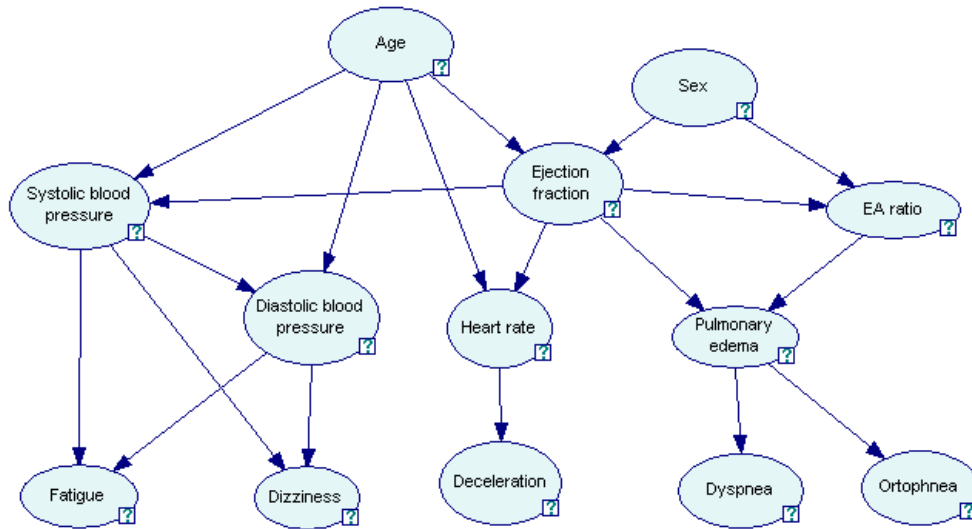 Age
?
Sex
?
Ejection
fraction
?
Systolic blood
pressure
?
EA ratio
?
Diastolic blood
pressure
?
Heart rate
?
Pulmonary
edema
?
Fatigue
?
Dizziness
?
Deceleration
?
Dyspnea
?
Ortophnea
?